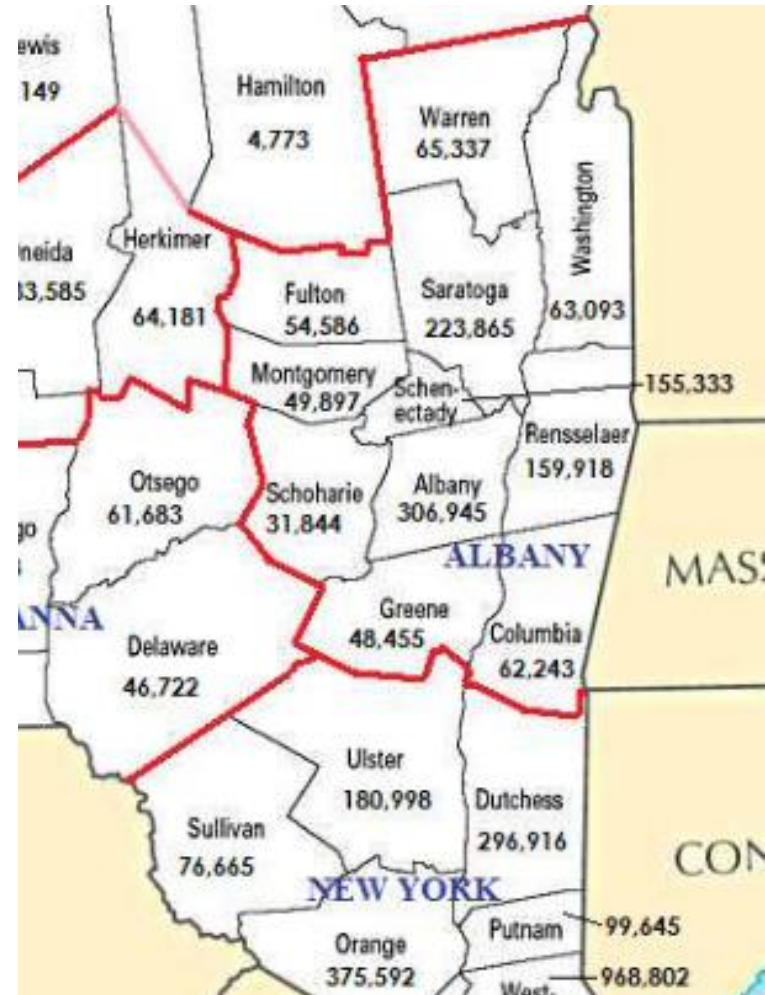 ewis
149
Hamilton
4,773
Warren
65,337
Washington
63,093
Herkimer
64,181
neida
33,585
Fulton
54,586
Saratoga
223,865
Montgomery
49,897
Schen-
ectady
155,333
Rensselaer
159,918
Otsego
61,683
Schoharie
31,844
Albany
306,945
go
ALBANY
MASS
ANNA
Delaware
46,722
Greene
48,455
Columbia
62,243
Ulster
180,998
Dutchess
296,916
Sullivan
76,665
CON
NEW YORK
Putnam
99,645
Orange
375,592
West-
968,802